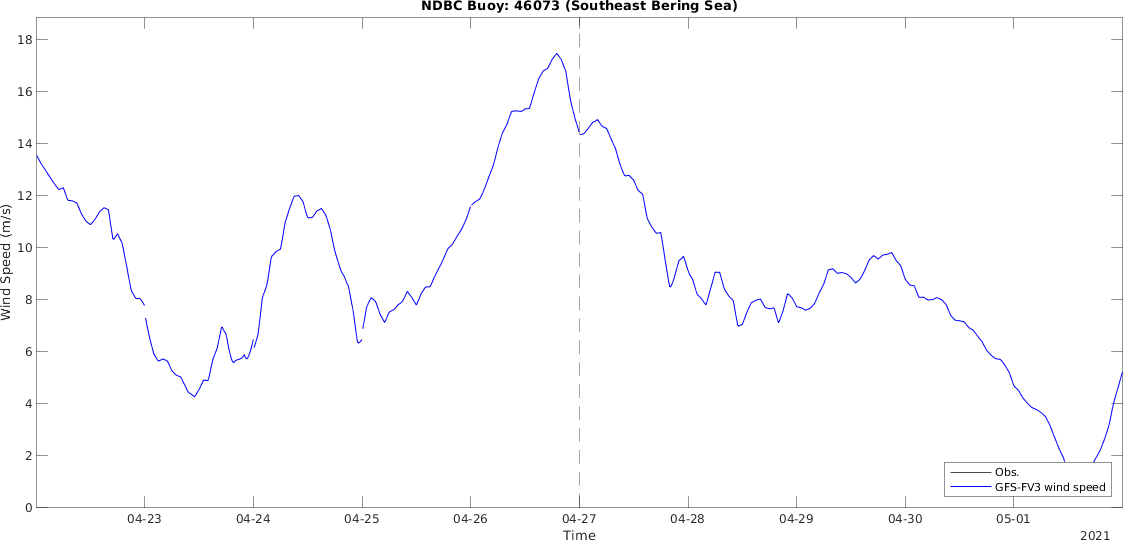 NDBC Buoy: 46073 (Southeast Bering Sea)
18
16
14
12
10
8
6
4
2
0
Wind Speed (m/s)
Obs.
GFS-FV3 wind speed
04-23 04-24 04-25 04-26 04-27 04-28 04-29 04-30 05-01
Time
2021